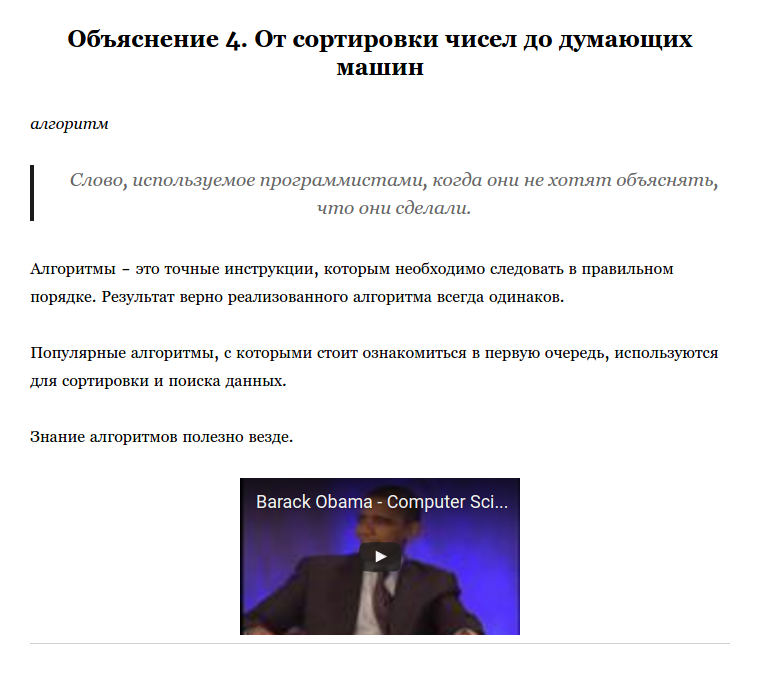 Объяснение 4. От сортировки чисел до думающих
машин
алгоритм
Слово, используемое программистами, когда они не хотят объяснять,
что они сделали.
Алгоритмы – это точные инструкции, которым необходимо следовать в правильном
порядке. Результат верно реализованного алгоритма всегда одинаков.
Популярные алгоритмы, с которыми стоит ознакомиться в первую очередь, используются
для сортировки и поиска данных.
Знание алгоритмов полезно везде.
Barack Obama - Computer Sci...